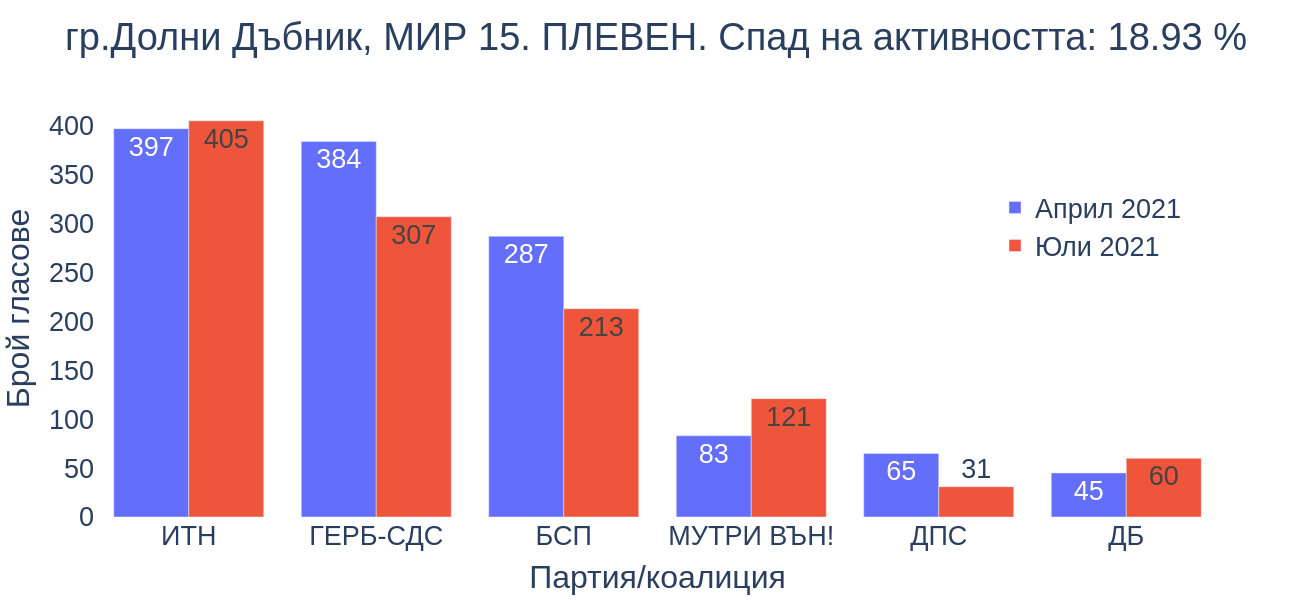 гр.Долни Дъбник, МИР 15. ПЛЕВЕН. Спад на активността: 18.93 %
Брой гласове
400
350
300
250
200
150
100
50
0
397
405
384
307
287
213
83
121
65
31
45
60
Април 2021
Юли 2021
ИТН
ГЕРБ-СДС
БСП
МУТРИ ВЪН!
ДПС
ДБ
Партия/коалиция